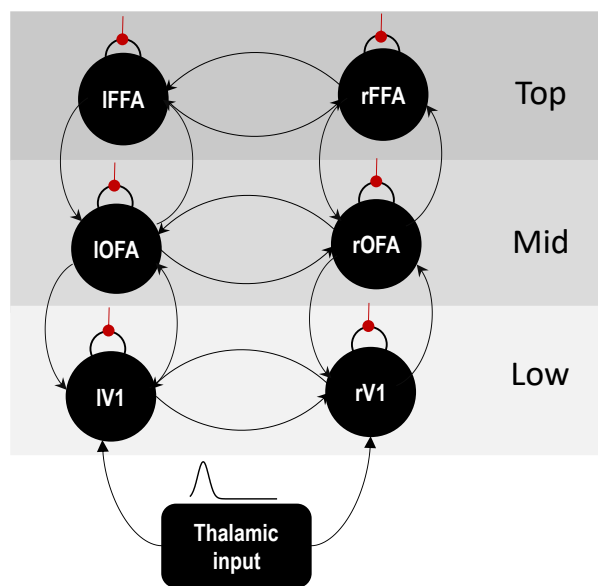 lFFA
rFFA
Top
lOFA
rOFA
Mid
lV1
rV1
Low
Thalamic
input